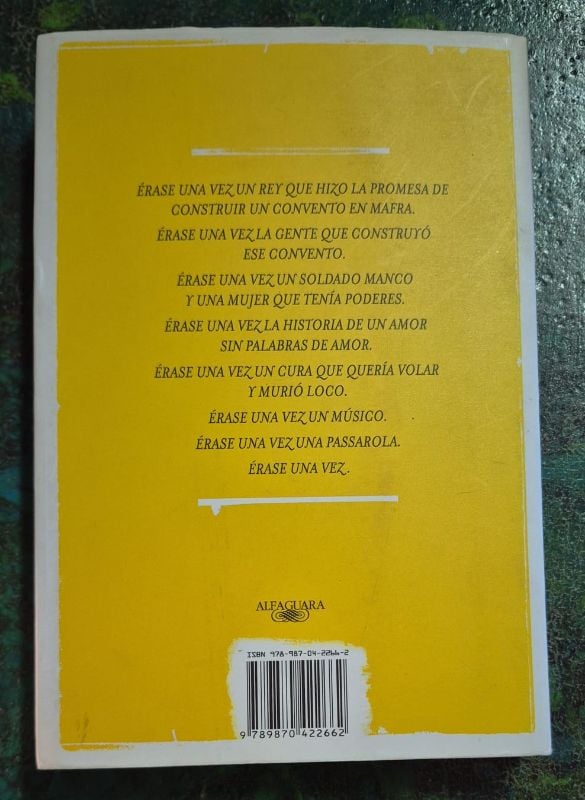 ÉRASE UNA VEZ UN REY QUE HIZO LA PROMESA DE
CONSTRUIR UN CONVENTO EN MAFRA.
ÉRASE UNA VEZ LA GENTE QUE CONSTRUYÓ
ESE CONVENTO.
ÉRASE UNA VEZ UN SOLDADO MANCO
Y UNA MUJER QUE TENÍA PODERES.
ÉRASE UNA VEZ LA HISTORIA DE UN AMOR
SIN PALABRAS DE AMOR.
ÉRASE UNA VEZ UN CURA QUE QUERÍA VOLAR
Y MURIÓ LOCO.
ÉRASE UNA VEZ UN MÚSICO.
ÉRASE UNA VEZ UNA PASSAROLA.
ÉRASE UNA VEZ.
ALFAGUARA
ISBN 978-987-04-2266-2
9 789870 422662